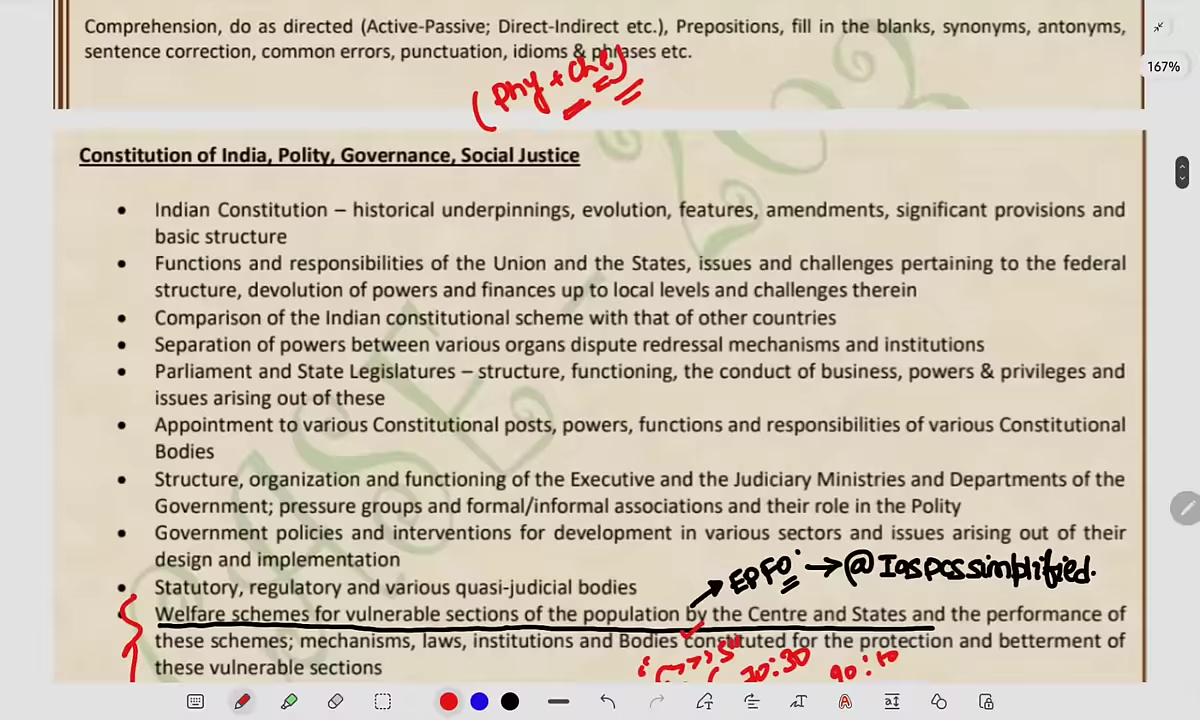 Comprehension, do as directed (Active-Passive; Direct-Indirect etc.), Prepositions, fill in the blanks, synonyms, antonyms,
sentence correction, common errors, punctuation, idioms & phrases etc.
167%
(Phy + Che)
Constitution of India, Polity, Governance, Social Justice
• Indian Constitution – historical underpinnings, evolution, features, amendments, significant provisions and
basic structure
• Functions and responsibilities of the Union and the States, issues and challenges pertaining to the federal
structure, devolution of powers and finances up to local levels and challenges therein
• Comparison of the Indian constitutional scheme with that of other countries
• Separation of powers between various organs dispute redressal mechanisms and institutions
• Parliament and State Legislatures – structure, functioning, the conduct of business, powers & privileges and
issues arising out of these
• Appointment to various Constitutional posts, powers, functions and responsibilities of various Constitutional
Bodies
• Structure, organization and functioning of the Executive and the Judiciary Ministries and Departments of the
Government; pressure groups and formal/informal associations and their role in the Polity
• Government policies and interventions for development in various sectors and issues arising out of their
design and implementation
• Statutory, regulatory and various quasi-judicial bodies
EPFO → @Iaspcssimplified.
• Welfare schemes for vulnerable sections of the population by the Centre and States and the performance of
these schemes; mechanisms, laws, institutions and Bodies constituted for the protection and betterment of
these vulnerable sections
70:30 90:10